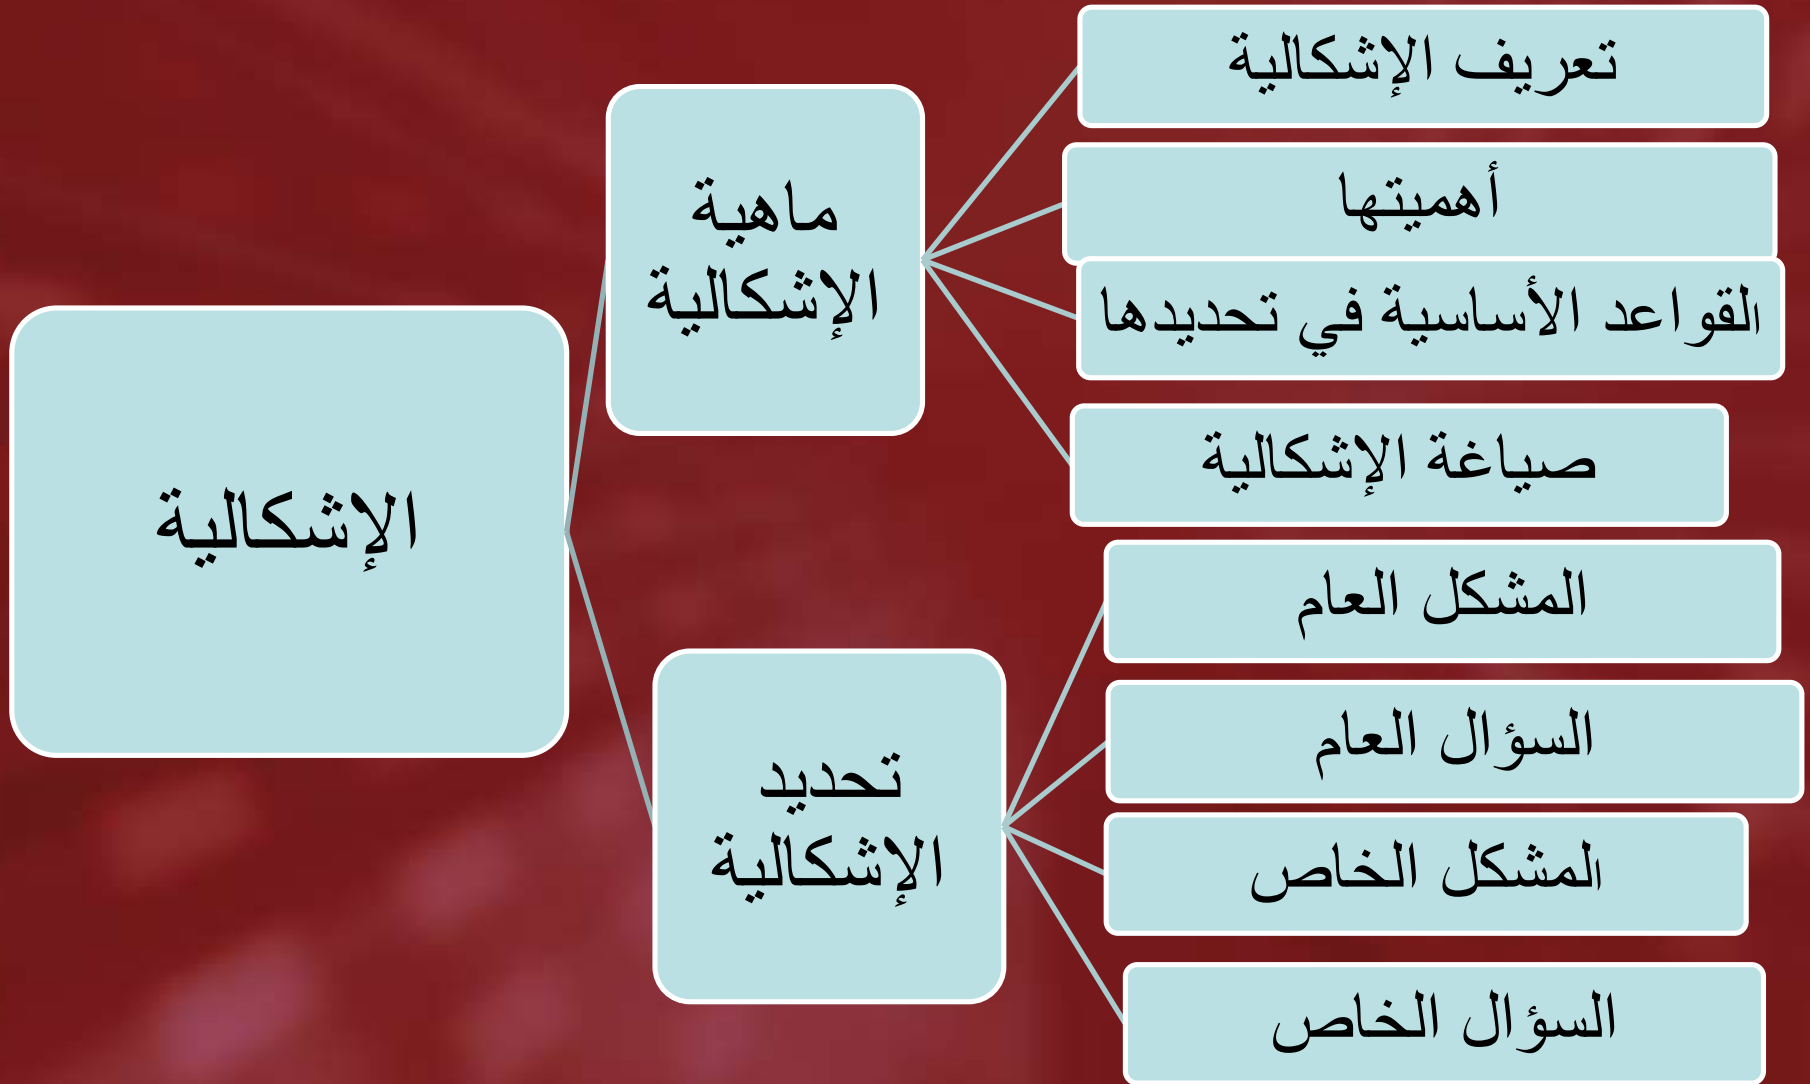 الإشكالية
ماهية
الإشكالية
تعريف الإشكالية
أهميتها
القواعد الأساسية في تحديدها
صياغة الإشكالية
تحديد
الإشكالية
المشكل العام
السؤال العام
المشكل الخاص
السؤال الخاص